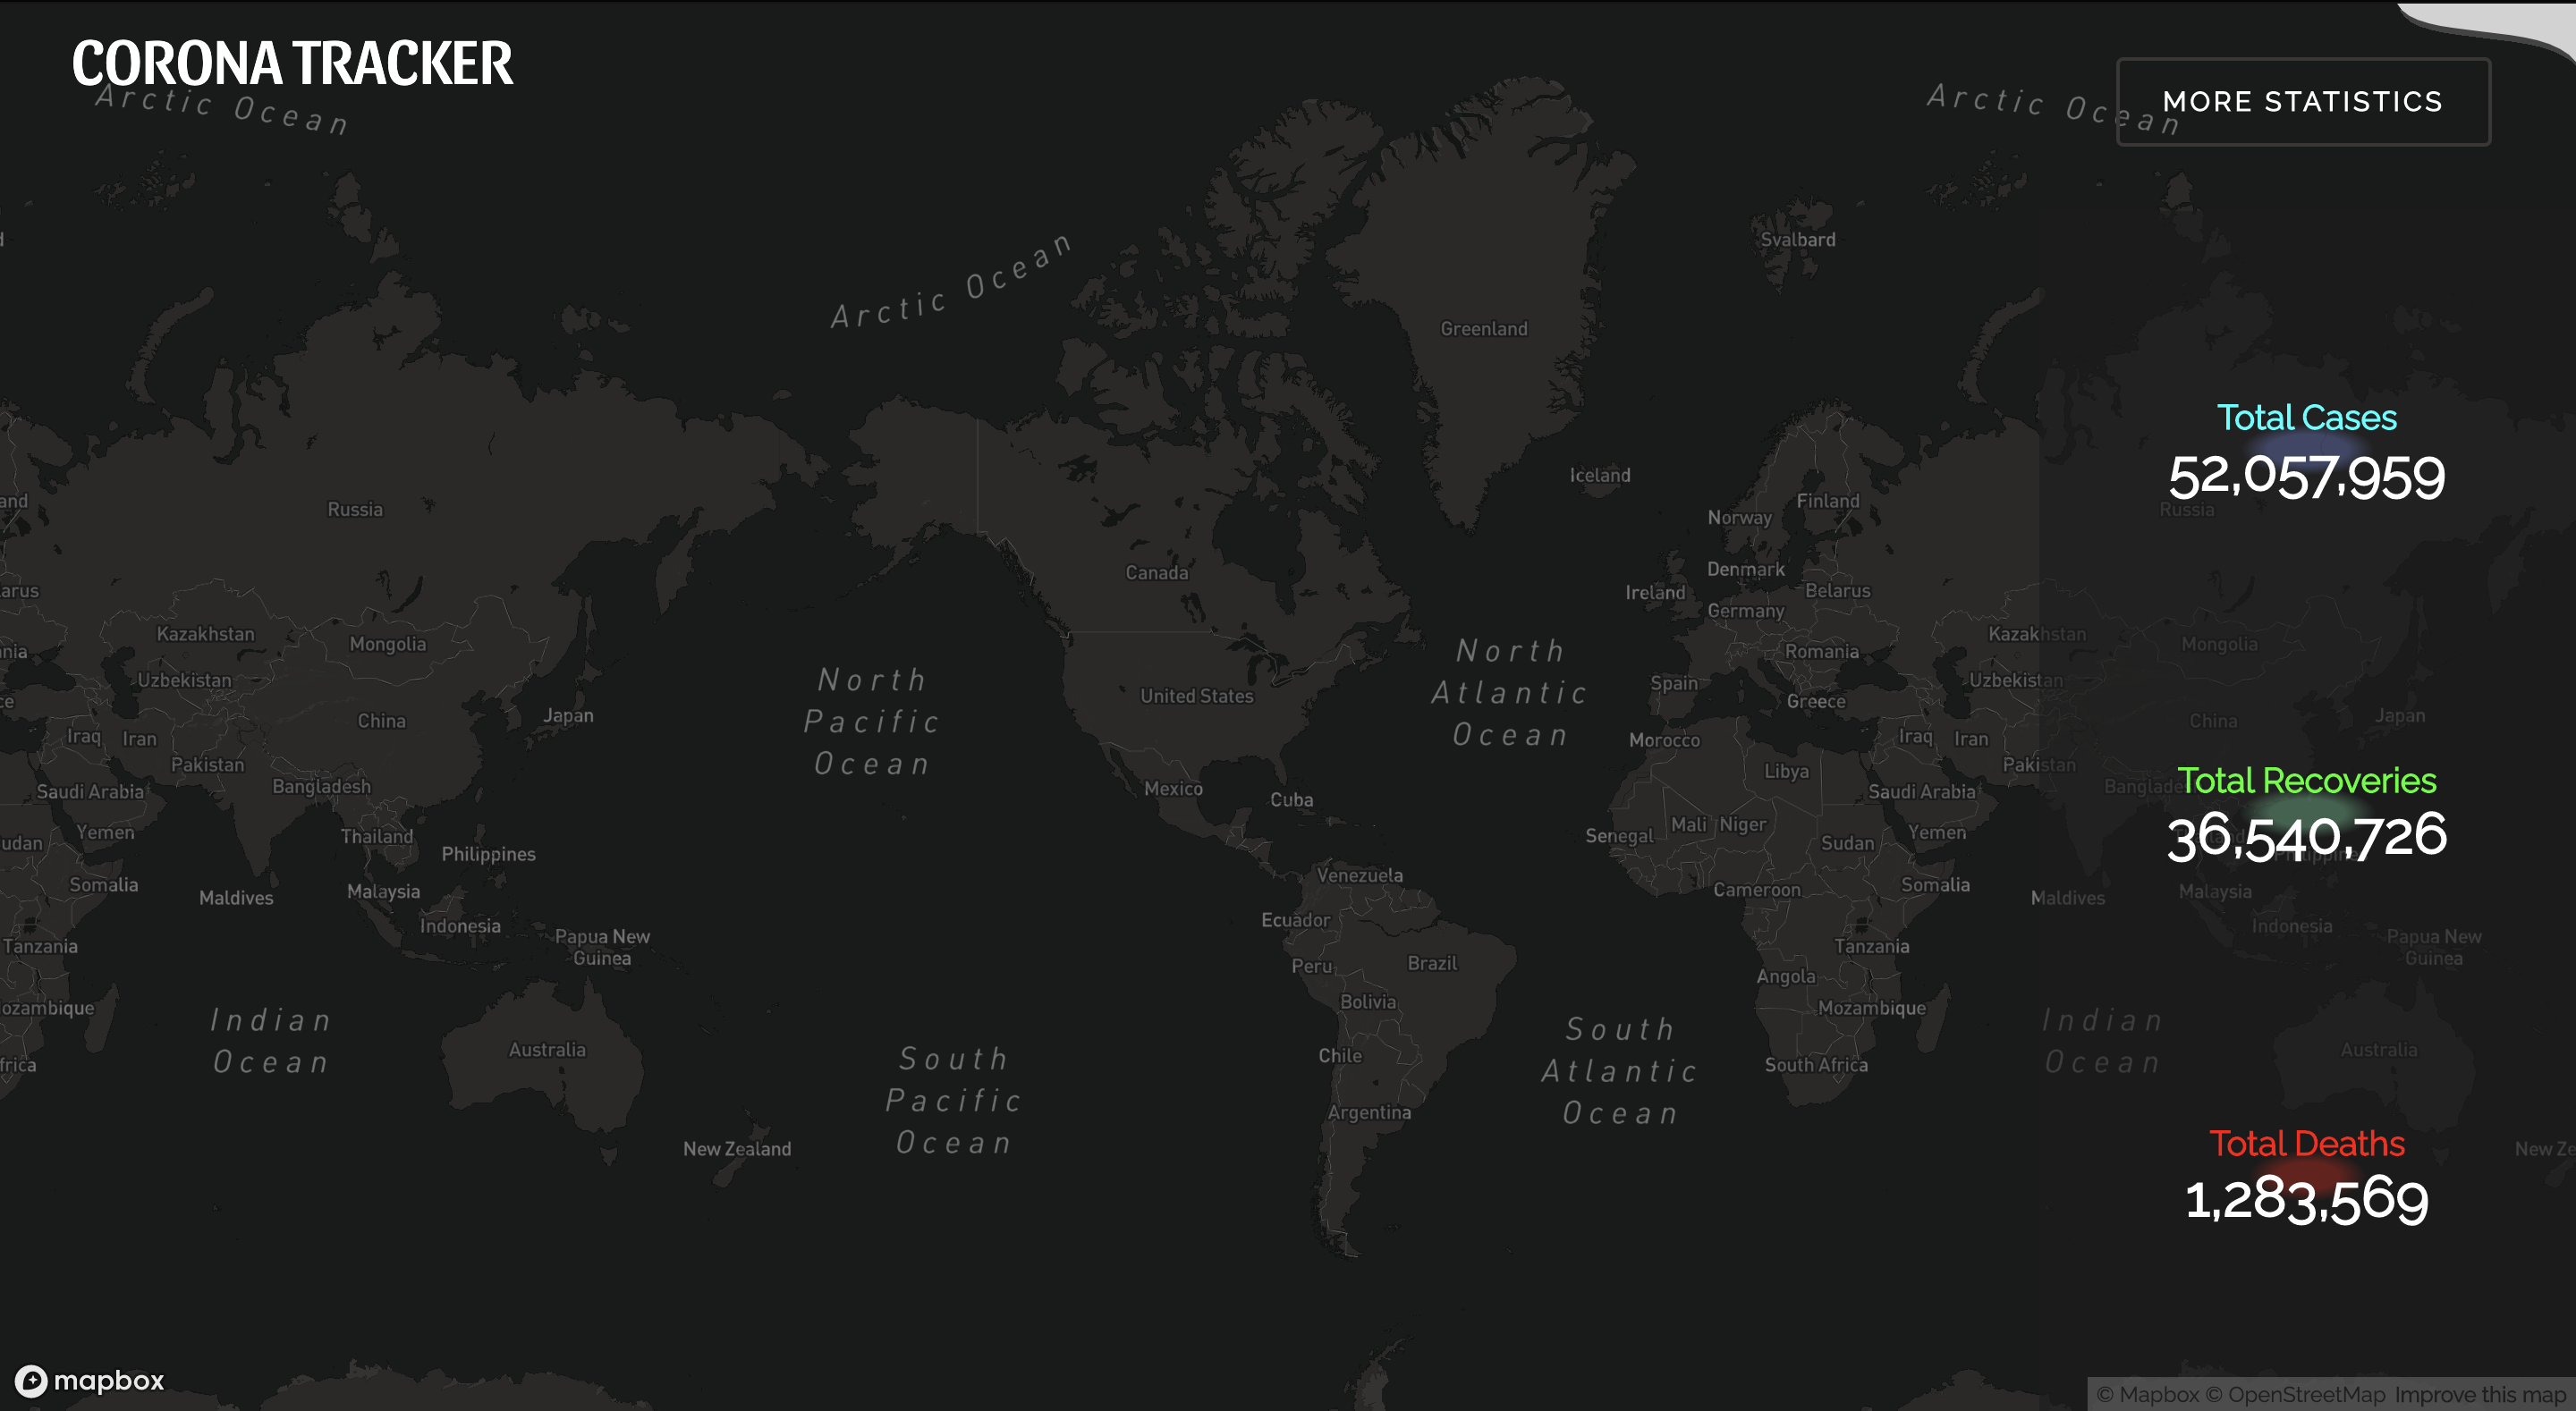 CORONA TRACKER
MORE STATISTICS
Arctic Ocean
Arctic Ocean
Arctic Ocean
Svalbard
Greenland
Total Cases
52,057,959
Iceland
Finland
Norway
Russia
Russia
Canada
Denmark
Ireland
Belarus
Germany
Kazakhstan
Mongolia
Kazakhstan
Mongolia
Romania
North
Atlantic
Ocean
North
Pacific
Ocean
Uzbekistan
Uzbekistan
Spain
Greece
United States
China
Japan
China
Japan
Iraq
Iran
Morocco
Iraq
Iran
Pakistan
Pakistan
Libya
Bangladesh
Saudi Arabia
Mexico
Cuba
Saudi Arabia
Total Recoveries
36,540,726
Yemen
Thailand
Philippines
Senegal
Mali
Niger
Sudan
Yemen
Somalia
Maldives
Malaysia
Indonesia
Papua New
Guinea
Venezuela
Ecuador
Cameroon
Somalia
Maldives
Malaysia
Indonesia
Papua New
Guinea
Tanzania
Peru
Brazil
Tanzania
Angola
Bolivia
Mozambique
Indian
Ocean
Indian
Ocean
Australia
Australia
South
Pacific
Ocean
South
Atlantic
Ocean
Chile
South Africa
Argentina
New Zealand
Total Deaths
1,283,569
mapbox
© Mapbox © OpenStreetMap Improve this map